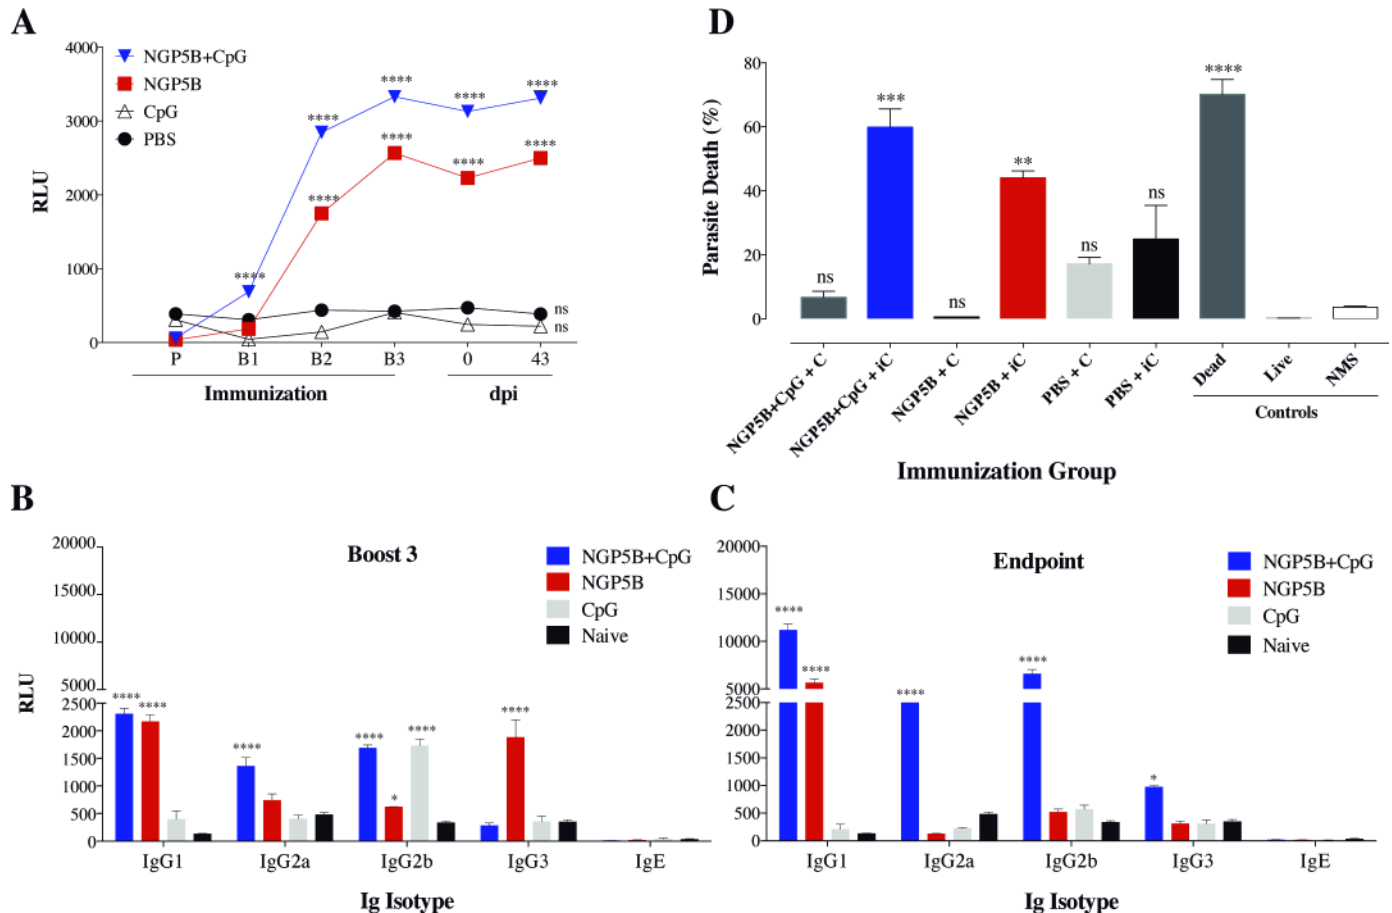 A
4000
3000
2000
1000
0
RLU
NGP5B+CpG
NGP5B
CpG
PBS
****
****
****
****
****
****
****
****
****
ns
ns
P
B1
B2
B3
0
43
Immunization
dpi
D
80
60
40
20
0
Parasite Death (%)
ns
***
ns
**
ns
ns
****
NGP5B+CpG + C
NGP5B+CpG + iC
NGP5B + C
NGP5B + iC
PBS + C
PBS + iC
Dead
Live
NMS
Controls
Immunization Group
B
Boost 3
20000
15000
10000
5000
2500
2000
1500
1000
500
0
RLU
NGP5B+CpG
NGP5B
CpG
Naive
****
****
****
****
*
****
****
IgG1
IgG2a
IgG2b
IgG3
IgE
Ig Isotype
C
Endpoint
20000
15000
10000
5000
2500
2000
1500
1000
500
0
RLU
NGP5B+CpG
NGP5B
CpG
Naive
****
****
****
****
*
IgG1
IgG2a
IgG2b
IgG3
IgE
Ig Isotype